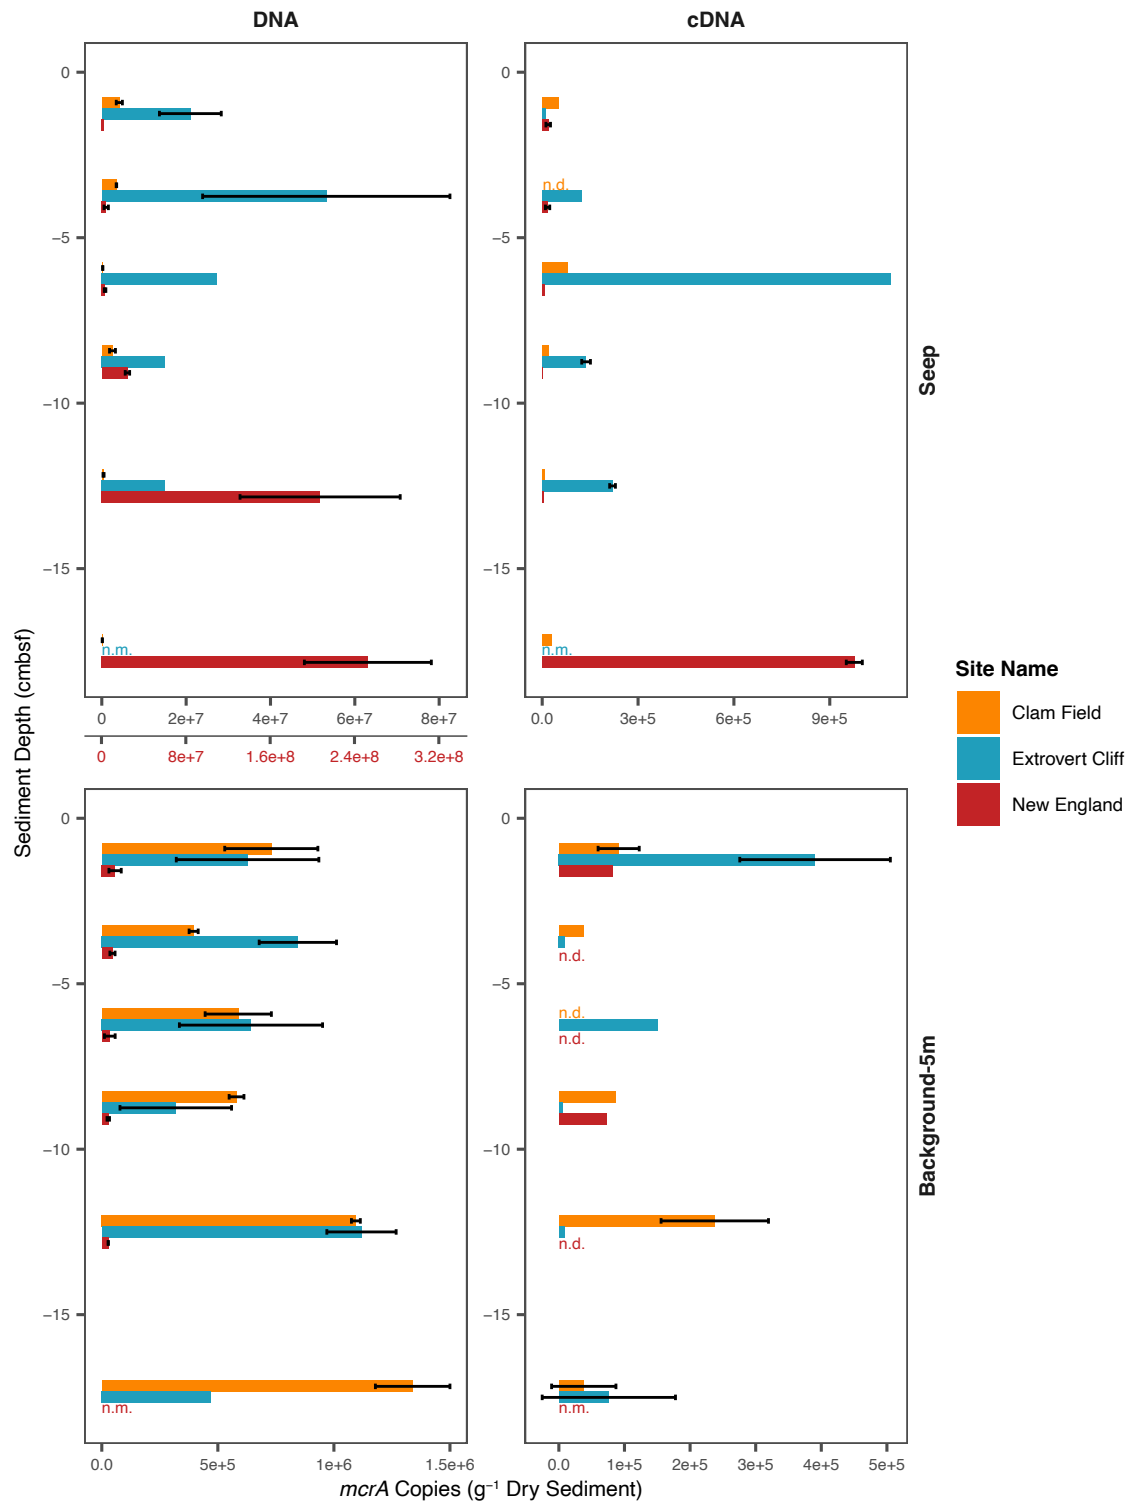 DNA
cDNA
0
−5
−10
−15
n.m.
0
2e+7
4e+7
6e+7
8e+7
0
8e+7
1.6e+8
2.4e+8
3.2e+8
0
−5
−10
−15
n.d.
n.m.
0.0
3e+5
6e+5
9e+5
Seep
Sediment Depth (cmbsf)
Site Name
Clam Field
Extrovert Cliff
New England
0
−5
−10
−15
n.m.
0.0
5e+5
1e+6
1.5e+6
0
−5
−10
−15
n.d.
n.d.
n.d.
n.d.
n.m.
0.0
1e+5
2e+5
3e+5
4e+5
5e+5
Background-5m
mcrA Copies (g⁻¹ Dry Sediment)